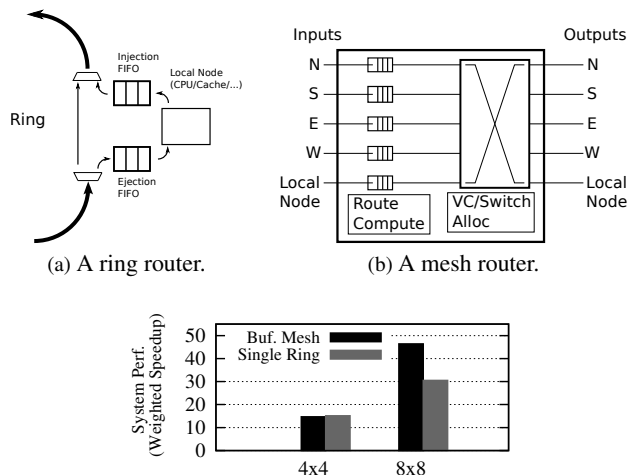 Injection
FIFO
Local Node
(CPU/Cache/...)
Ring
Ejection
FIFO
(a) A ring router.
Inputs
Outputs
N
N
S
S
E
E
W
W
Local
Node
Local
Node
Route
Compute
VC/Switch
Alloc
(b) A mesh router.
System Perf.
(Weighted Speedup)
50
40
30
20
10
0
Buf. Mesh
Single Ring
4x4
8x8